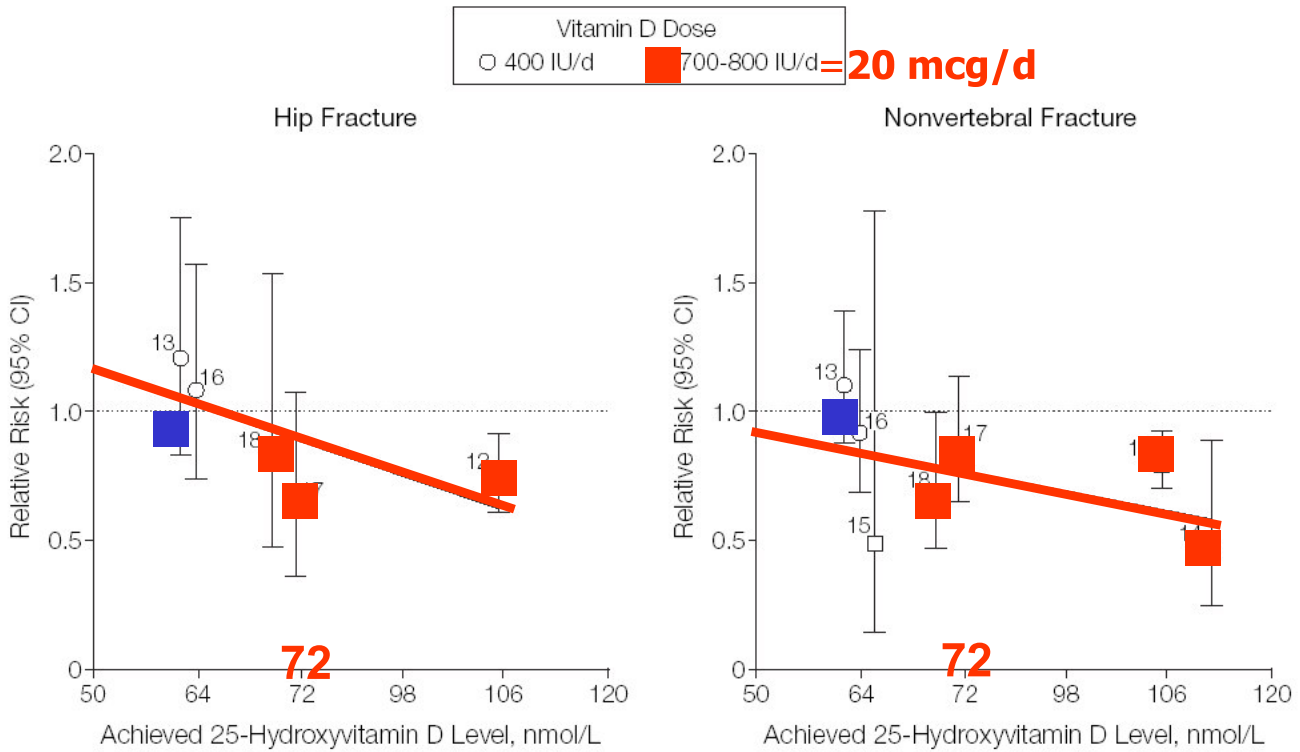 Vitamin D Dose
400 IU/d 700-800 IU/d =20 mcg/d
Hip Fracture
Nonvertebral Fracture
Relative Risk (95% CI)
2.0
1.5
1.0
0.5
0
13
16
18
12
72
50 64 72 98 106 120
Achieved 25-Hydroxyvitamin D Level, nmol/L
Relative Risk (95% CI)
2.0
1.5
1.0
0.5
0
13
16
17
18
15
72
50 64 72 98 106 120
Achieved 25-Hydroxyvitamin D Level, nmol/L